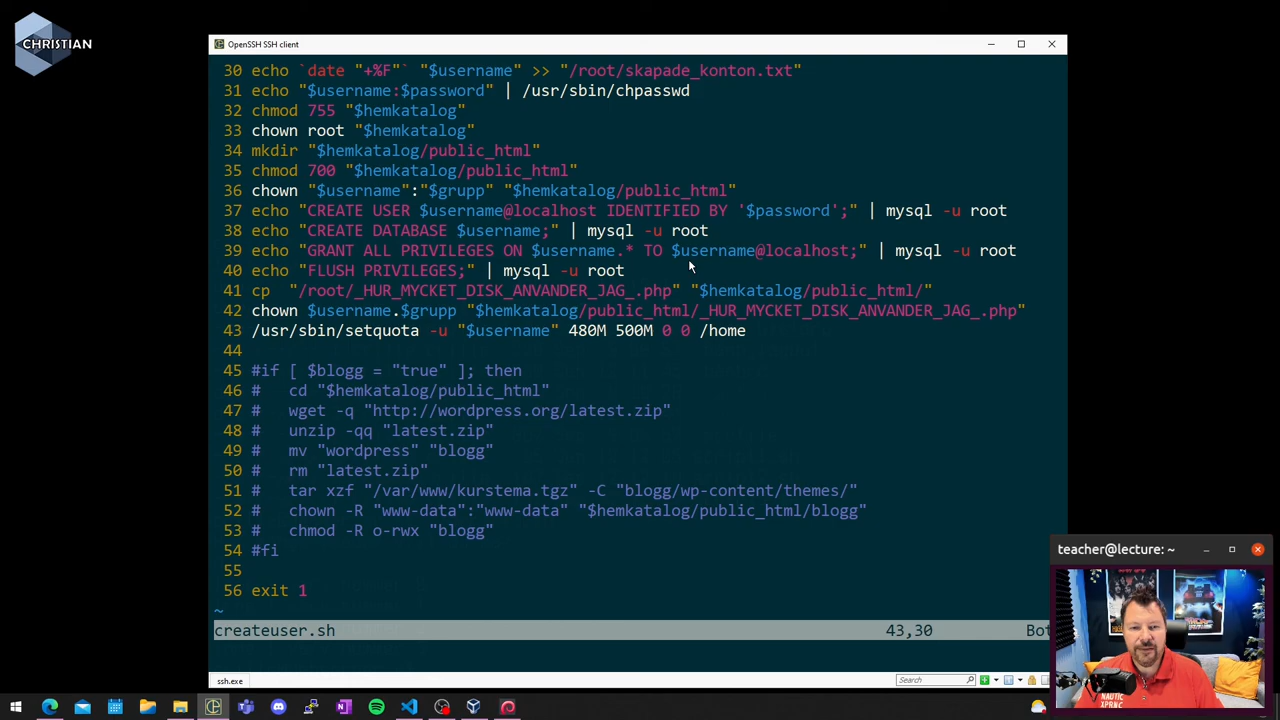 CHRISTIAN
OpenSSH SSH client
30 echo `date "+%F"` "$username" >> "/root/skapade_konton.txt"
31 echo "$username:$password" | /usr/sbin/chpasswd
32 chmod 755 "$hemkatalog"
33 chown root "$hemkatalog"
34 mkdir "$hemkatalog/public_html"
35 chmod 700 "$hemkatalog/public_html"
36 chown "$username":"$grupp" "$hemkatalog/public_html"
37 echo "CREATE USER $username@localhost IDENTIFIED BY '$password';" | mysql -u root
38 echo "CREATE DATABASE $username;" | mysql -u root
39 echo "GRANT ALL PRIVILEGES ON $username.* TO $username@localhost;" | mysql -u root
40 echo "FLUSH PRIVILEGES;" | mysql -u root
41 cp  "/root/_HUR_MYCKET_DISK_ANVANDER_JAG_.php" "$hemkatalog/public_html/"
42 chown $username.$grupp "$hemkatalog/public_html/_HUR_MYCKET_DISK_ANVANDER_JAG_.php"
43 /usr/sbin/setquota -u "$username" 480M 500M 0 0 /home
44
45 #if [ $blogg = "true" ]; then
46 #   cd "$hemkatalog/public_html"
47 #   wget -q "http://wordpress.org/latest.zip"
48 #   unzip -qq "latest.zip"
49 #   mv "wordpress" "blogg"
50 #   rm "latest.zip"
51 #   tar xzf "/var/www/kurstema.tgz" -C "blogg/wp-content/themes/"
52 #   chown -R "www-data":"www-data" "$hemkatalog/public_html/blogg"
53 #   chmod -R o-rwx "blogg"
54 #fi
55
56 exit 1
~
createuser.sh 43,30 Bot
teacher@lecture: ~
ssh.exe
Search